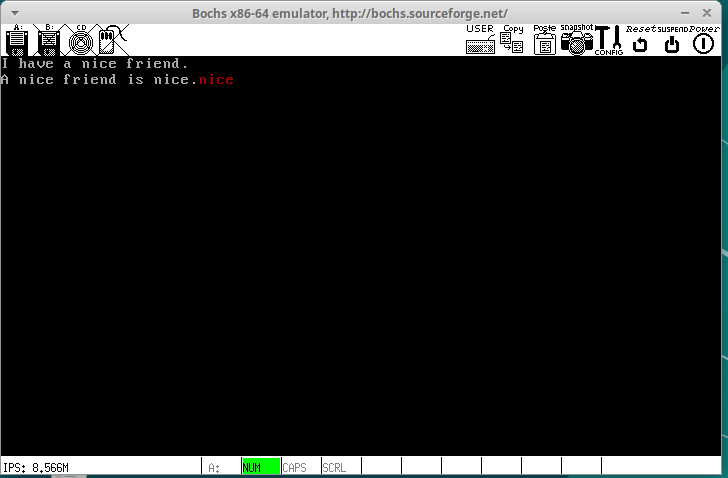 Bochs x86-64 emulator, http://bochs.sourceforge.net/
A: B: CD USER Copy Paste snapshot CONFIG Reset SUSPEND Power
I have a nice friend.
A nice friend is nice.nice
IPS: 8.566M A: NUM CAPS SCRL